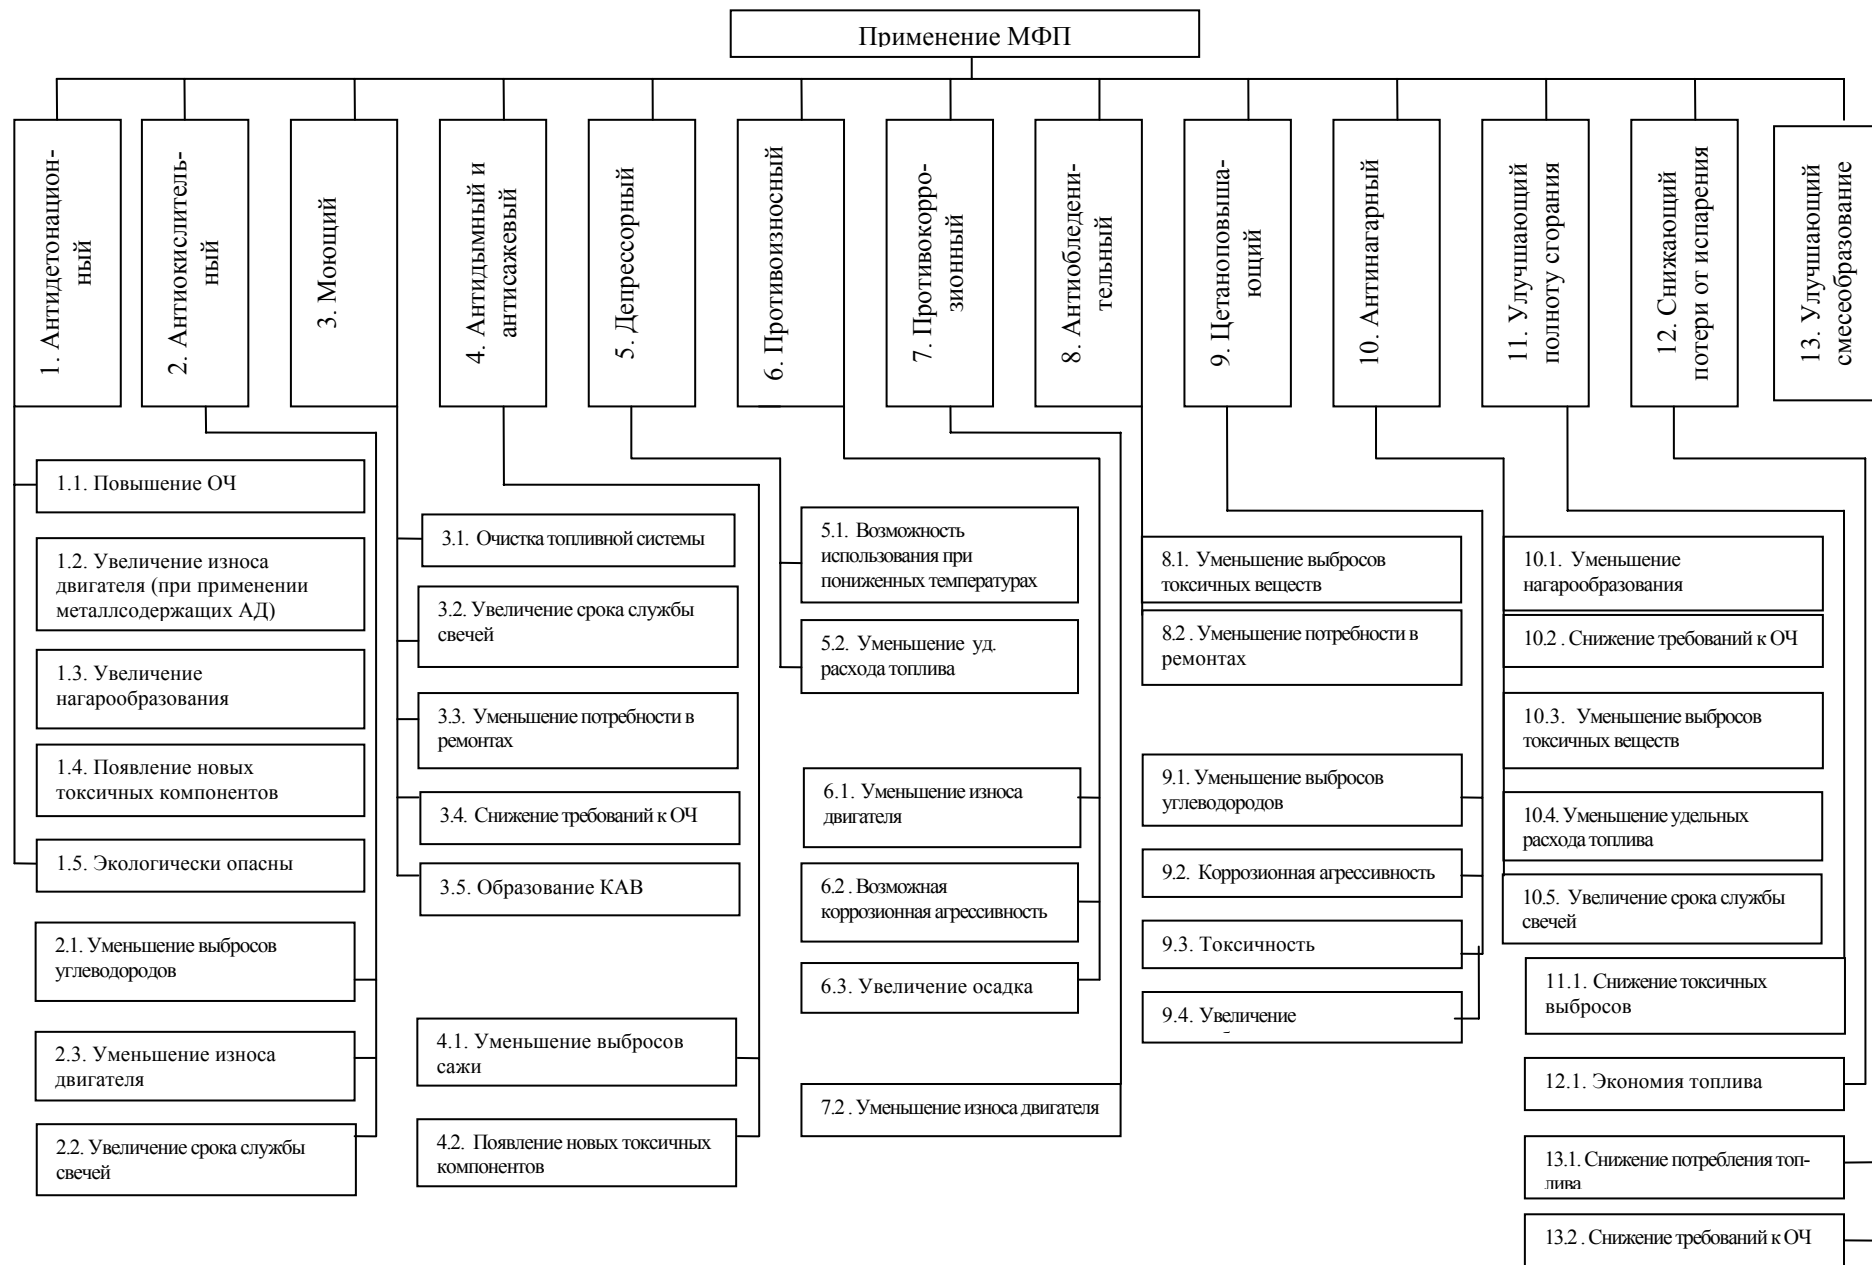 Применение МФП
1. Антидетонацион-
ный
2. Антиокислитель-
ный
3. Моющий
4. Антидымный и
антисажевый
5. Депрессорный
6. Противоизносный
7. Противокорро-
зионный
8. Антиобледени-
тельный
9. Цетаноповыша-
ющий
10. Антинагарный
11. Улучшающий
полноту сгорания
12. Снижающий
потери от испарения
13. Улучшающий
смесеобразование
1.1. Повышение ОЧ
1.2. Увеличение износа
двигателя (при применении
металлсодержащих АД)
1.3. Увеличение
нагарообразования
1.4. Появление новых
токсичных компонентов
1.5. Экологически опасны
2.1. Уменьшение выбросов
углеводородов
2.3. Уменьшение износа
двигателя
2.2. Увеличение срока службы
свечей
3.1. Очистка топливной системы
3.2. Увеличение срока службы
свечей
3.3. Уменьшение потребности в
ремонтах
3.4. Снижение требований к ОЧ
3.5. Образование КАВ
4.1. Уменьшение выбросов
сажи
4.2. Появление новых токсичных
компонентов
5.1. Возможность
использования при
пониженных температурах
5.2. Уменьшение уд.
расхода топлива
6.1. Уменьшение износа
двигателя
6.2. Возможная
коррозионная агрессивность
6.3. Увеличение осадка
7.2. Уменьшение износа двигателя
8.1. Уменьшение выбросов
токсичных веществ
8.2. Уменьшение потребности в
ремонтах
9.1. Уменьшение выбросов
углеводородов
9.2. Коррозионная агрессивность
9.3. Токсичность
9.4. Увеличение
10.1. Уменьшение
нагарообразования
10.2. Снижение требований к ОЧ
10.3. Уменьшение выбросов
токсичных веществ
10.4. Уменьшение удельных
расхода топлива
10.5. Увеличение срока службы
свечей
11.1. Снижение токсичных
выбросов
12.1. Экономия топлива
13.1. Снижение потребления топ-
лива
13.2. Снижение требований к ОЧ